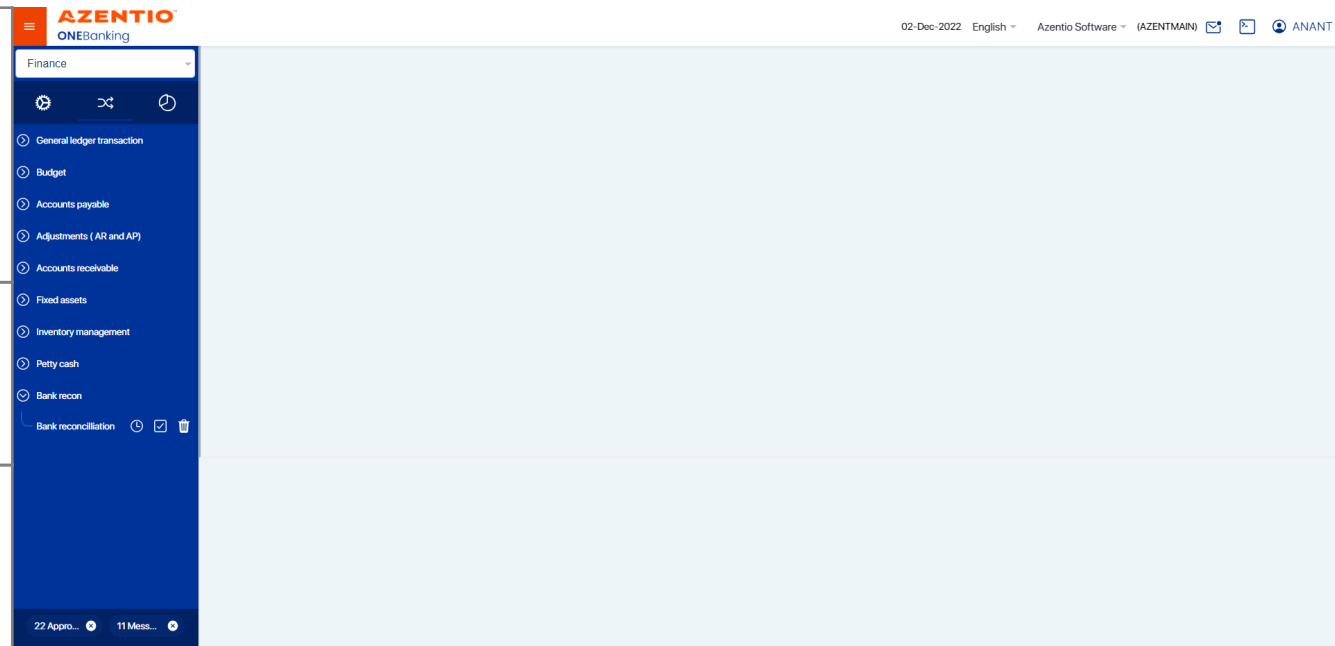 AZENTIO™
ONEBanking
02-Dec-2022 English Azentio Software (AZENTMAIN) ANANT
Finance
General ledger transaction
Budget
Accounts payable
Adjustments ( AR and AP)
Accounts receivable
Fixed assets
Inventory management
Petty cash
Bank recon
Bank reconcilliation
22 Appro... 11 Mess...